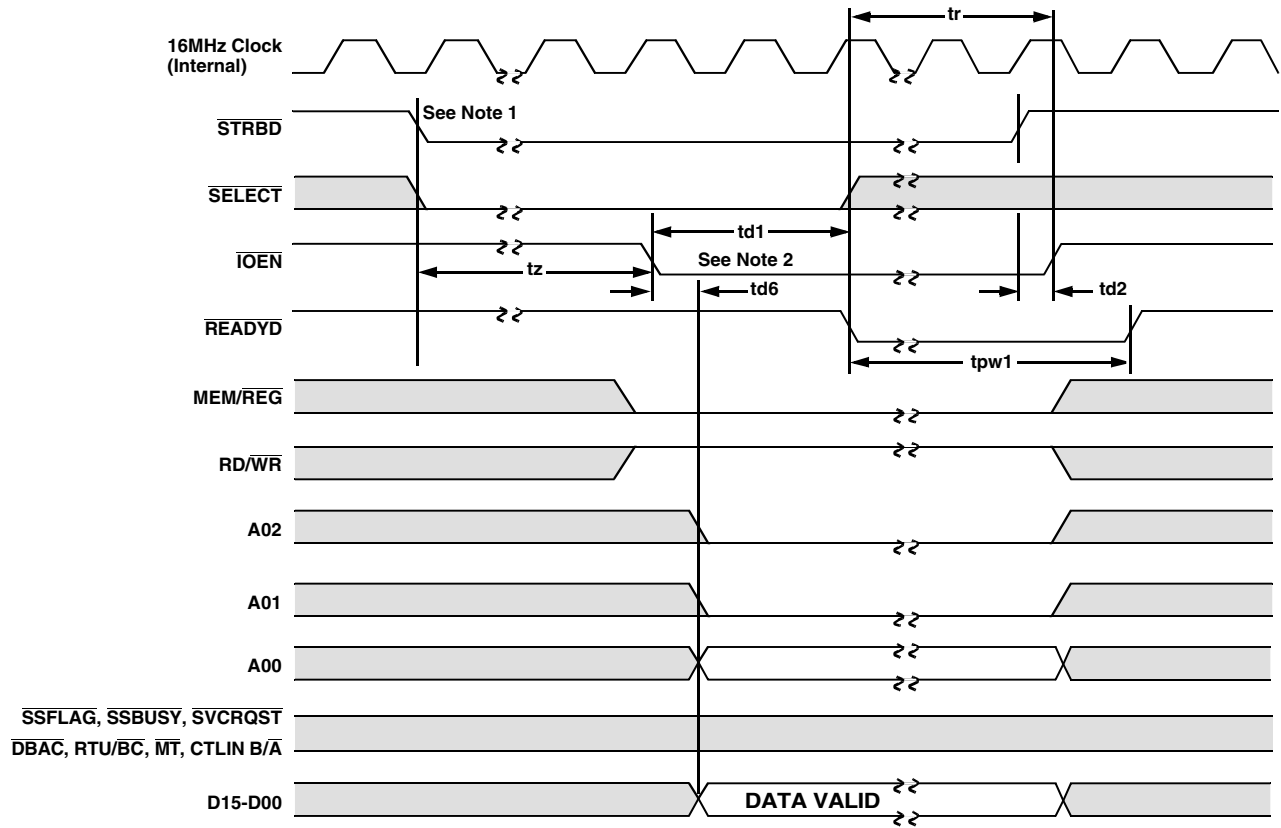 tr
16MHz Clock
(Internal)
STRBD
See Note 1
SELECT
td1
IOEN
See Note 2
tz
td6
td2
READYD
tpw1
MEM/REG
RD/WR
A02
A01
A00
SSFLAG, SSBUSY, SVCRQST
DBAC, RTU/BC, MT, CTLIN B/A
D15-D00
DATA VALID